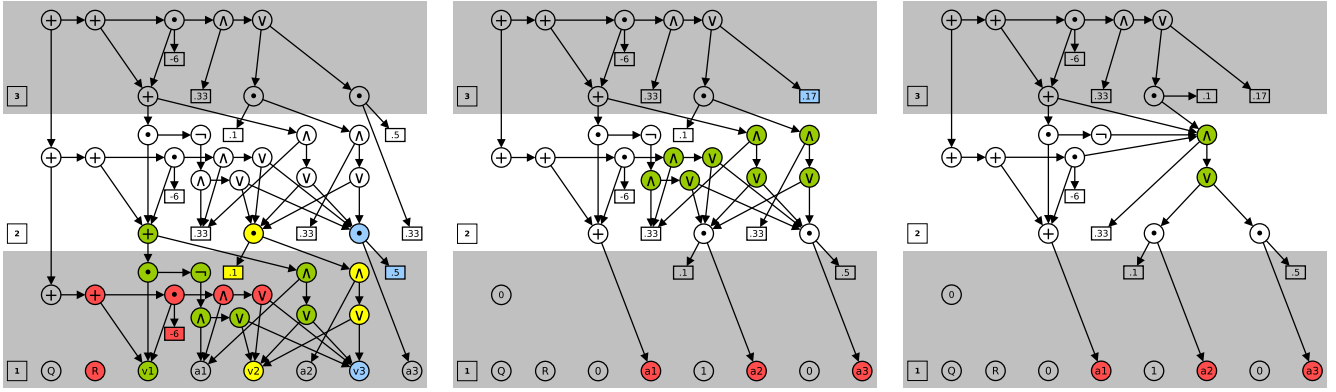 + + • ∧ ∨ + + • ∧ ∨ + + • ∧ ∨
-6 -6 -6
3 + .33 • • 3 + .33 • .17 3 + .33 • .1 .17
• ¬ .1 ∧ ∧ .5 • ¬ .1 ∧ ∧ • ¬ ∧
+ + • ∧ ∨ + + • ∧ ∨ + + •
-6 ∧ ∨ ∨ ∨ -6 ∧ ∨ ∨ ∨ -6 ∨
2 + .33 • .33 • .33 2 + .33 • .33 • 2 + .33 • •
• ¬ .1 ∧ ∧ .5 .1 .5 .1 .5
+ + • ∧ ∨ 0 0
-6 ∧ ∨ ∨ ∨
1 Q R v1 a1 v2 a2 v3 a3 1 Q R 0 a1 1 a2 0 a3 1 Q R 0 a1 1 a2 0 a3